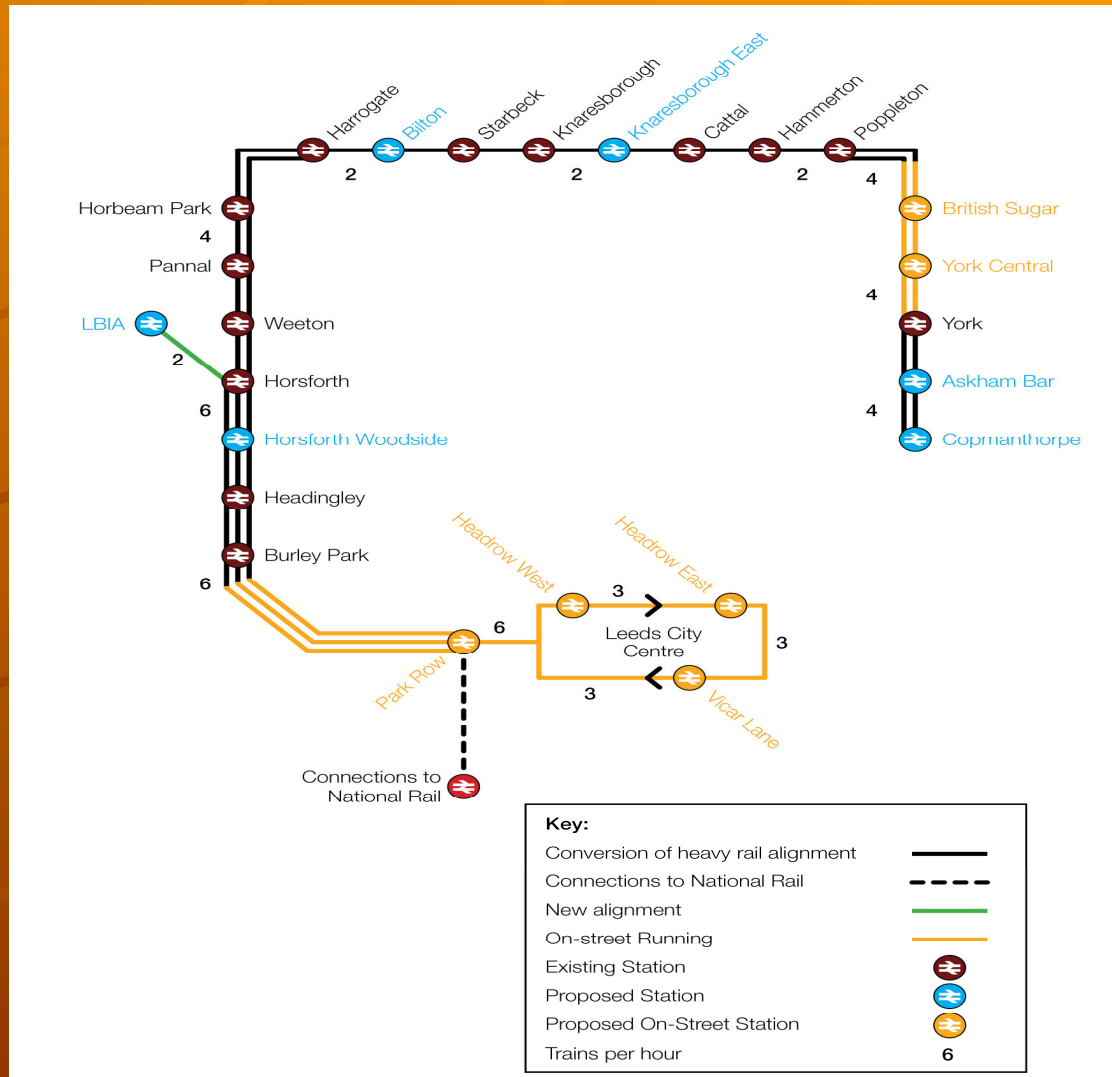 Harrogate
Bilton
Starbeck
Knaresborough
Knaresborough East
Cattal
Hammerton
Poppleton
2
2
2
4
Horbeam Park
British Sugar
4
Pannal
York Central
4
LBIA
Weeton
York
2
Horsforth
Askham Bar
6
4
Horsforth Woodside
Copmanthorpe
Headingley
Burley Park
6
Headrow West
Headrow East
3
6
Leeds City
Centre
3
Park Row
3
Vicar Lane
Connections to
National Rail
Key:
Conversion of heavy rail alignment
Connections to National Rail
New alignment
On-street Running
Existing Station
Proposed Station
Proposed On-Street Station
Trains per hour 6